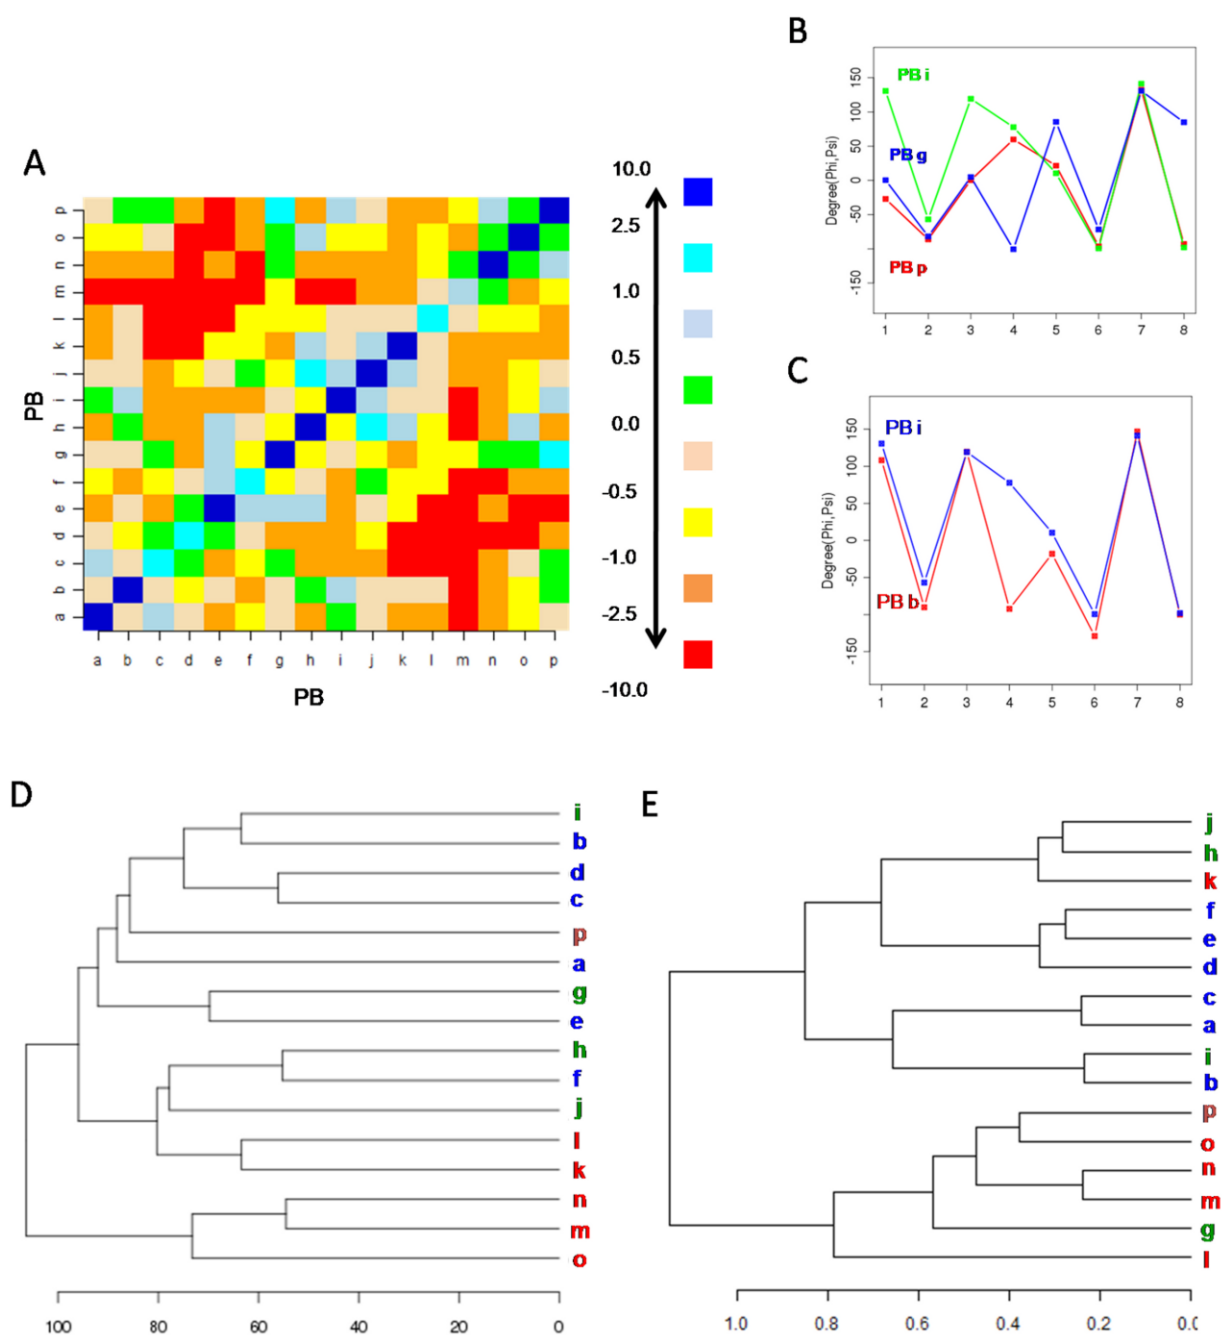 A
PB
p
o
n
m
l
k
j
i
h
g
f
e
d
c
b
a
a b c d e f g h i j k l m n o p
PB
10.0
2.5
1.0
0.5
0.0
-0.5
-1.0
-2.5
-10.0
B
Degree(Phi,Psi)
150
100
50
0
-50
-150
PB i
PB g
PB p
1 2 3 4 5 6 7 8
C
Degree(Phi,Psi)
150
100
50
0
-50
-150
PB i
PB b
1 2 3 4 5 6 7 8
D
i
b
d
c
p
a
g
e
h
f
j
l
k
n
m
o
100 80 60 40 20 0
E
j
h
k
f
e
d
c
a
i
b
p
o
n
m
g
l
1.0 0.8 0.6 0.4 0.2